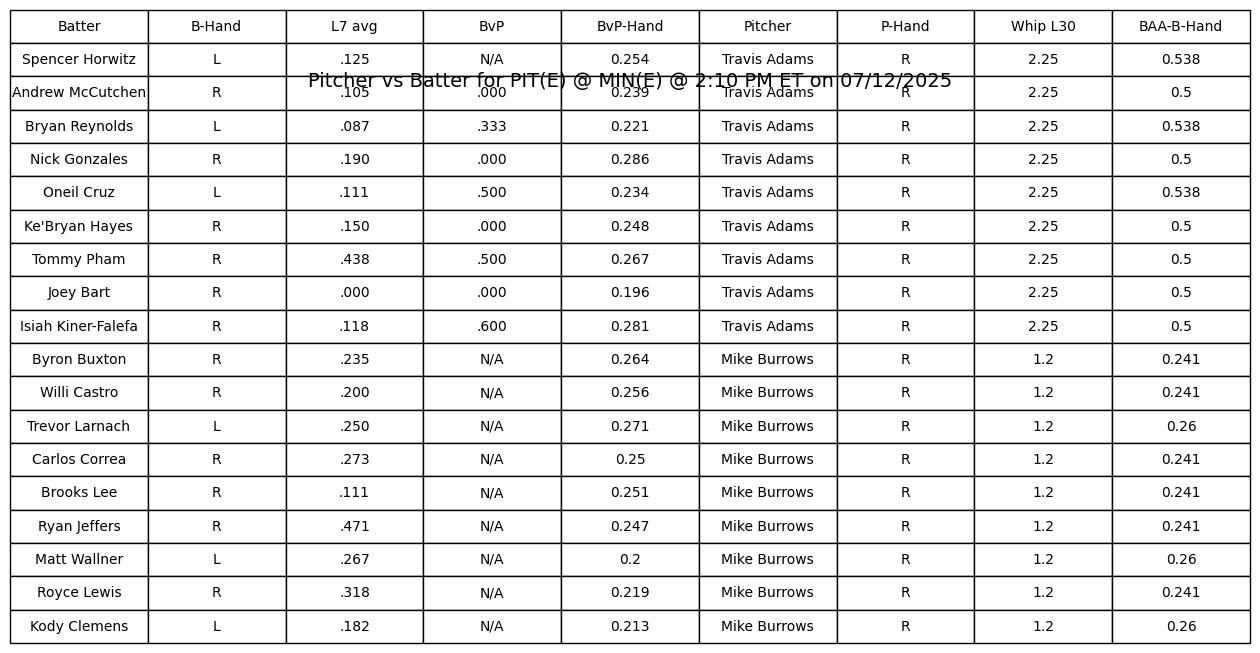 Batter B-Hand L7 avg BvP BvP-Hand Pitcher P-Hand Whip L30 BAA-B-Hand
Spencer Horwitz L .125 N/A 0.254 Travis Adams R 2.25 0.538
Pitcher vs Batter for PIT(E) @ MIN(E) @ 2:10 PM ET on 07/12/2025
Andrew McCutchen R .105 .000 0.239 Travis Adams R 2.25 0.5
Bryan Reynolds L .087 .333 0.221 Travis Adams R 2.25 0.538
Nick Gonzales R .190 .000 0.286 Travis Adams R 2.25 0.5
Oneil Cruz L .111 .500 0.234 Travis Adams R 2.25 0.538
Ke'Bryan Hayes R .150 .000 0.248 Travis Adams R 2.25 0.5
Tommy Pham R .438 .500 0.267 Travis Adams R 2.25 0.5
Joey Bart R .000 .000 0.196 Travis Adams R 2.25 0.5
Isiah Kiner-Falefa R .118 .600 0.281 Travis Adams R 2.25 0.5
Byron Buxton R .235 N/A 0.264 Mike Burrows R 1.2 0.241
Willi Castro R .200 N/A 0.256 Mike Burrows R 1.2 0.241
Trevor Larnach L .250 N/A 0.271 Mike Burrows R 1.2 0.26
Carlos Correa R .273 N/A 0.25 Mike Burrows R 1.2 0.241
Brooks Lee R .111 N/A 0.251 Mike Burrows R 1.2 0.241
Ryan Jeffers R .471 N/A 0.247 Mike Burrows R 1.2 0.241
Matt Wallner L .267 N/A 0.2 Mike Burrows R 1.2 0.26
Royce Lewis R .318 N/A 0.219 Mike Burrows R 1.2 0.241
Kody Clemens L .182 N/A 0.213 Mike Burrows R 1.2 0.26